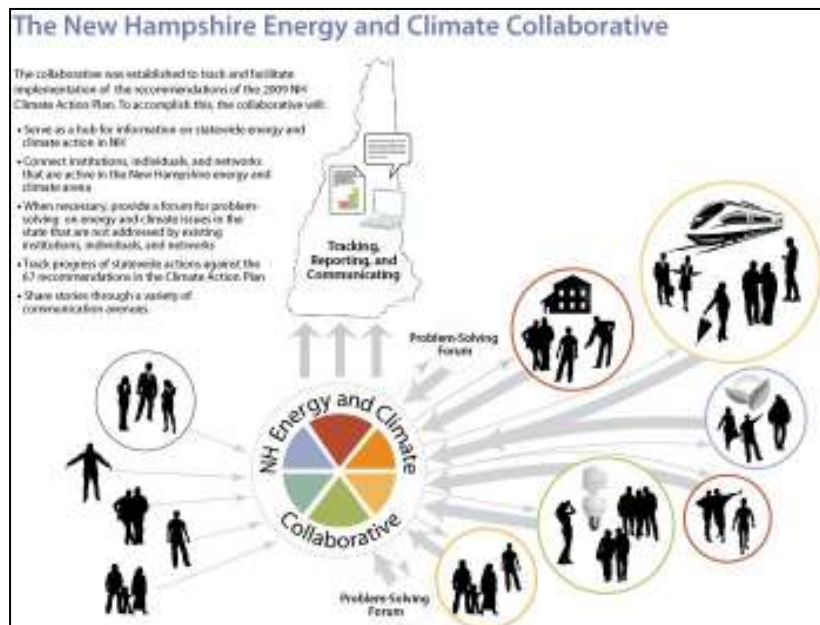 The New Hampshire Energy and Climate Collaborative
The collaborative was established to track and facilitate
implementation of the recommendations of the 2009 NH
Climate Action Plan. To accomplish this, the collaborative will:
• Serve as a hub for information on statewide energy and
climate action in NH
• Connect institutions, individuals, and networks
that are active in the New Hampshire energy and
climate arena
• When necessary, provide a forum for problem-
solving on energy and climate issues in the
state that are not addressed by existing
institutions, individuals, and networks
• Track progress of statewide actions against the
67 recommendations in the Climate Action Plan
• Share stories through a variety of
communication avenues.
Tracking,
Reporting, and
Communicating
Problem-Solving
Forum
NH Energy and Climate
Collaborative
Problem-Solving
Forum